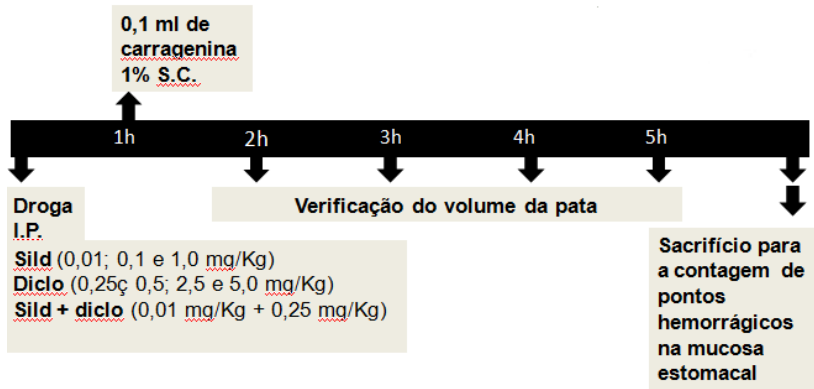 0,1 ml de
carragenina
1% S.C.
1h
2h
3h
4h
5h
Droga
I.P.
Sild (0,01; 0,1 e 1,0 mg/Kg)
Diclo (0,25ç 0,5; 2,5 e 5,0 mg/Kg)
Sild + diclo (0,01 mg/Kg + 0,25 mg/Kg)
Verificação do volume da pata
Sacrifício para
a contagem de
pontos
hemorrágicos
na mucosa
estomacal